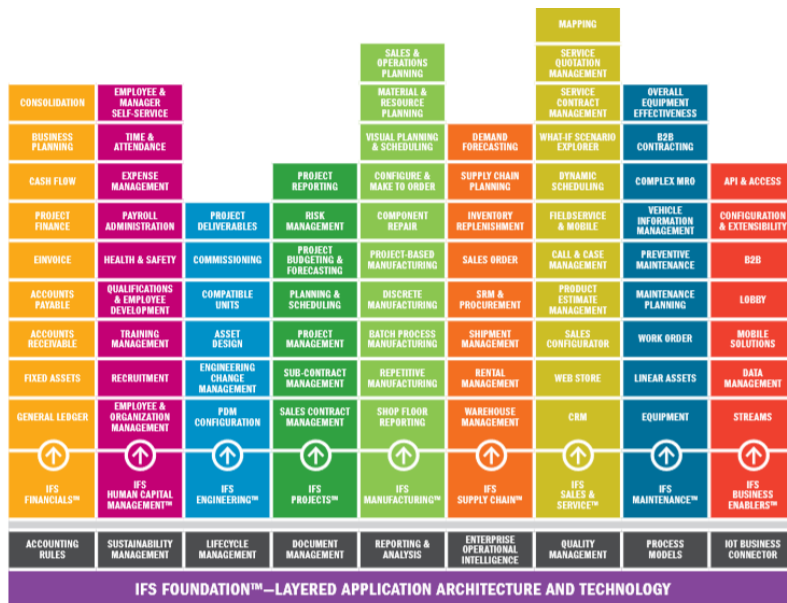 MAPPING
SALES &
OPERATIONS
PLANNING
SERVICE
QUOTATION
MANAGEMENT
CONSOLIDATION
EMPLOYEE
& MANAGER
SELF-SERVICE
MATERIAL &
RESOURCE
PLANNING
SERVICE
CONTRACT
MANAGEMENT
OVERALL
EQUIPMENT
EFFECTIVENESS
BUSINESS
PLANNING
TIME &
ATTENDANCE
VISUAL PLANNING
& SCHEDULING
DEMAND
FORECASTING
WHAT-IF SCENARIO
EXPLORER
B2B
CONTRACTING
CASH FLOW
EXPENSE
MANAGEMENT
PROJECT
REPORTING
CONFIGURE &
MAKE TO ORDER
SUPPLY CHAIN
PLANNING
DYNAMIC
SCHEDULING
COMPLEX MRO
API & ACCESS
PROJECT
FINANCE
PAYROLL
ADMINISTRATION
PROJECT
DELIVERABLES
RISK
MANAGEMENT
COMPONENT
REPAIR
INVENTORY
REPLENISHMENT
FIELDSERVICE
& MOBILE
VEHICLE
INFORMATION
MANAGEMENT
CONFIGURATION
& EXTENSIBILITY
EINVOICE
HEALTH & SAFETY
COMMISSIONING
PROJECT
BUDGETING &
FORECASTING
PROJECT-BASED
MANUFACTURING
SALES ORDER
CALL & CASE
MANAGEMENT
PREVENTIVE
MAINTENANCE
B2B
ACCOUNTS
PAYABLE
QUALIFICATIONS
& EMPLOYEE
DEVELOPMENT
COMPATIBLE
UNITS
PLANNING &
SCHEDULING
DISCRETE
MANUFACTURING
SRM &
PROCUREMENT
PRODUCT
ESTIMATE
MANAGEMENT
MAINTENANCE
PLANNING
LOBBY
ACCOUNTS
RECEIVABLE
TRAINING
MANAGEMENT
ASSET
DESIGN
PROJECT
MANAGEMENT
BATCH PROCESS
MANUFACTURING
SHIPMENT
MANAGEMENT
SALES
CONFIGURATOR
WORK ORDER
MOBILE
SOLUTIONS
FIXED ASSETS
RECRUITMENT
ENGINEERING
CHANGE
MANAGEMENT
SUB-CONTRACT
MANAGEMENT
REPETITIVE
MANUFACTURING
RENTAL
MANAGEMENT
WEB STORE
LINEAR ASSETS
DATA
MANAGEMENT
GENERAL LEDGER
EMPLOYEE &
ORGANIZATION
MANAGEMENT
PDM
CONFIGURATION
SALES CONTRACT
MANAGEMENT
SHOP FLOOR
REPORTING
WAREHOUSE
MANAGEMENT
CRM
EQUIPMENT
STREAMS
IFS
FINANCIALS™
IFS
HUMAN CAPITAL
MANAGEMENT™
IFS
ENGINEERING™
IFS
PROJECTS™
IFS
MANUFACTURING™
IFS
SUPPLY CHAIN™
IFS
SALES &
SERVICE™
IFS
MAINTENANCE™
IFS
BUSINESS
ENABLERS™
ACCOUNTING
RULES
SUSTAINABILITY
MANAGEMENT
LIFECYCLE
MANAGEMENT
DOCUMENT
MANAGEMENT
REPORTING &
ANALYSIS
ENTERPRISE
OPERATIONAL
INTELLIGENCE
QUALITY
MANAGEMENT
PROCESS
MODELS
IOT BUSINESS
CONNECTOR
IFS FOUNDATION™—LAYERED APPLICATION ARCHITECTURE AND TECHNOLOGY